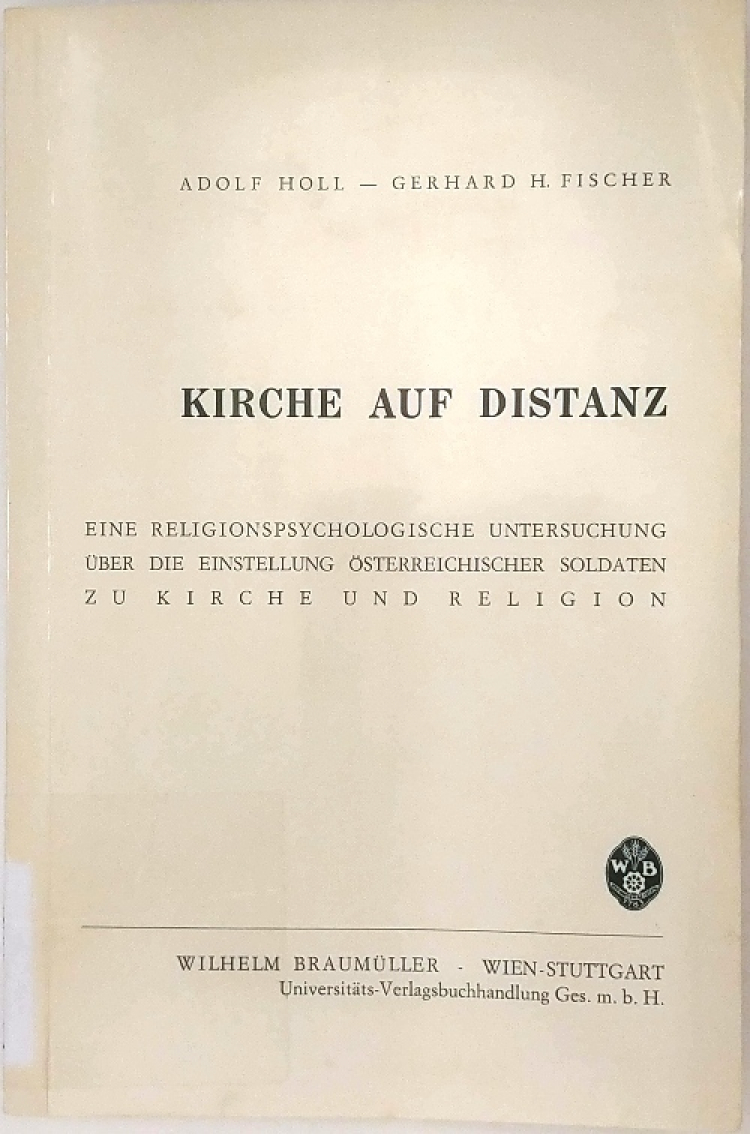 ADOLF HOLL — GERHARD H. FISCHER
KIRCHE AUF DISTANZ
EINE RELIGIONSPSYCHOLOGISCHE UNTERSUCHUNG
ÜBER DIE EINSTELLUNG ÖSTERREICHISCHER SOLDATEN
ZU KIRCHE UND RELIGION
W B
WILHELM BRAUMÜLLER - WIEN-STUTTGART
Universitäts-Verlagsbuchhandlung Ges. m. b. H.